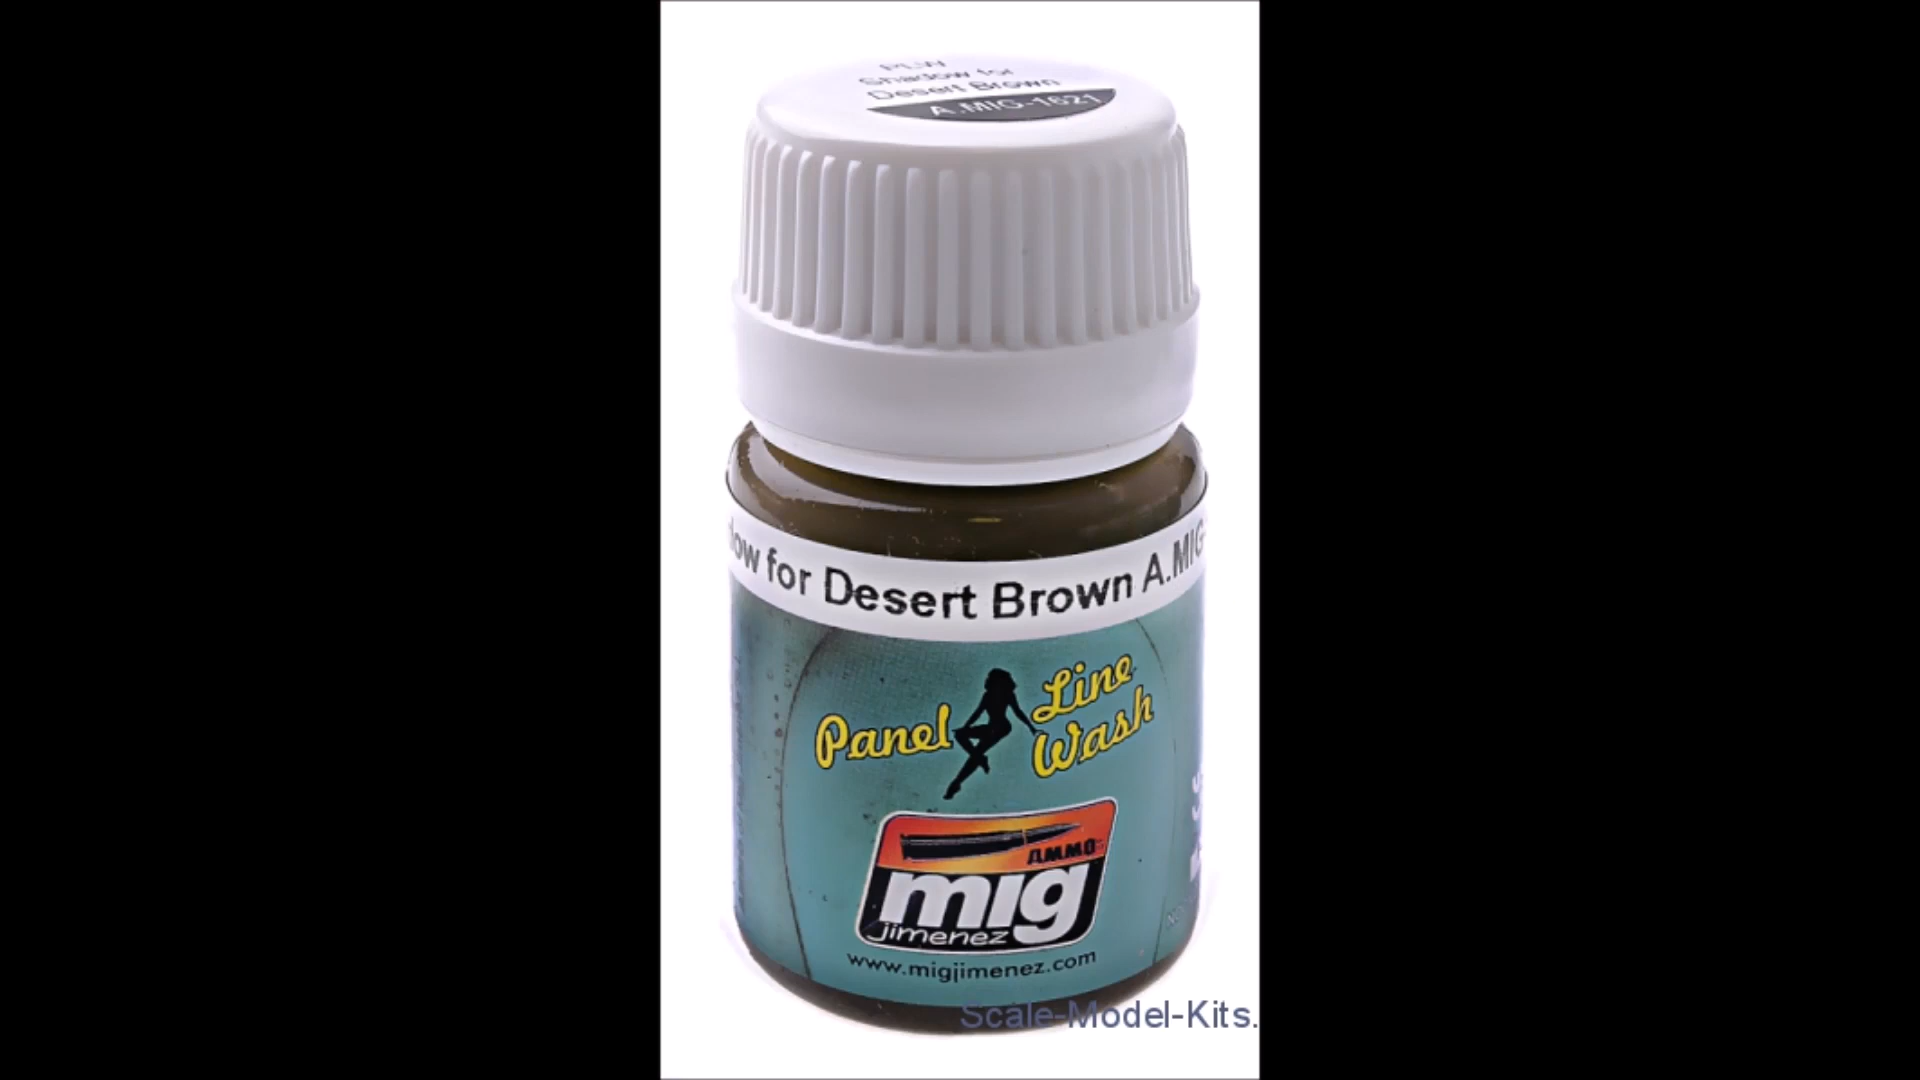 PLW
Shadow for
Desert Brown
A.MIG-1621
for Desert Brown A.MIG
Panel Line
Wash
AMMO
mig
jimenez
www.migjimenez.com
Scale-Model-Kits.